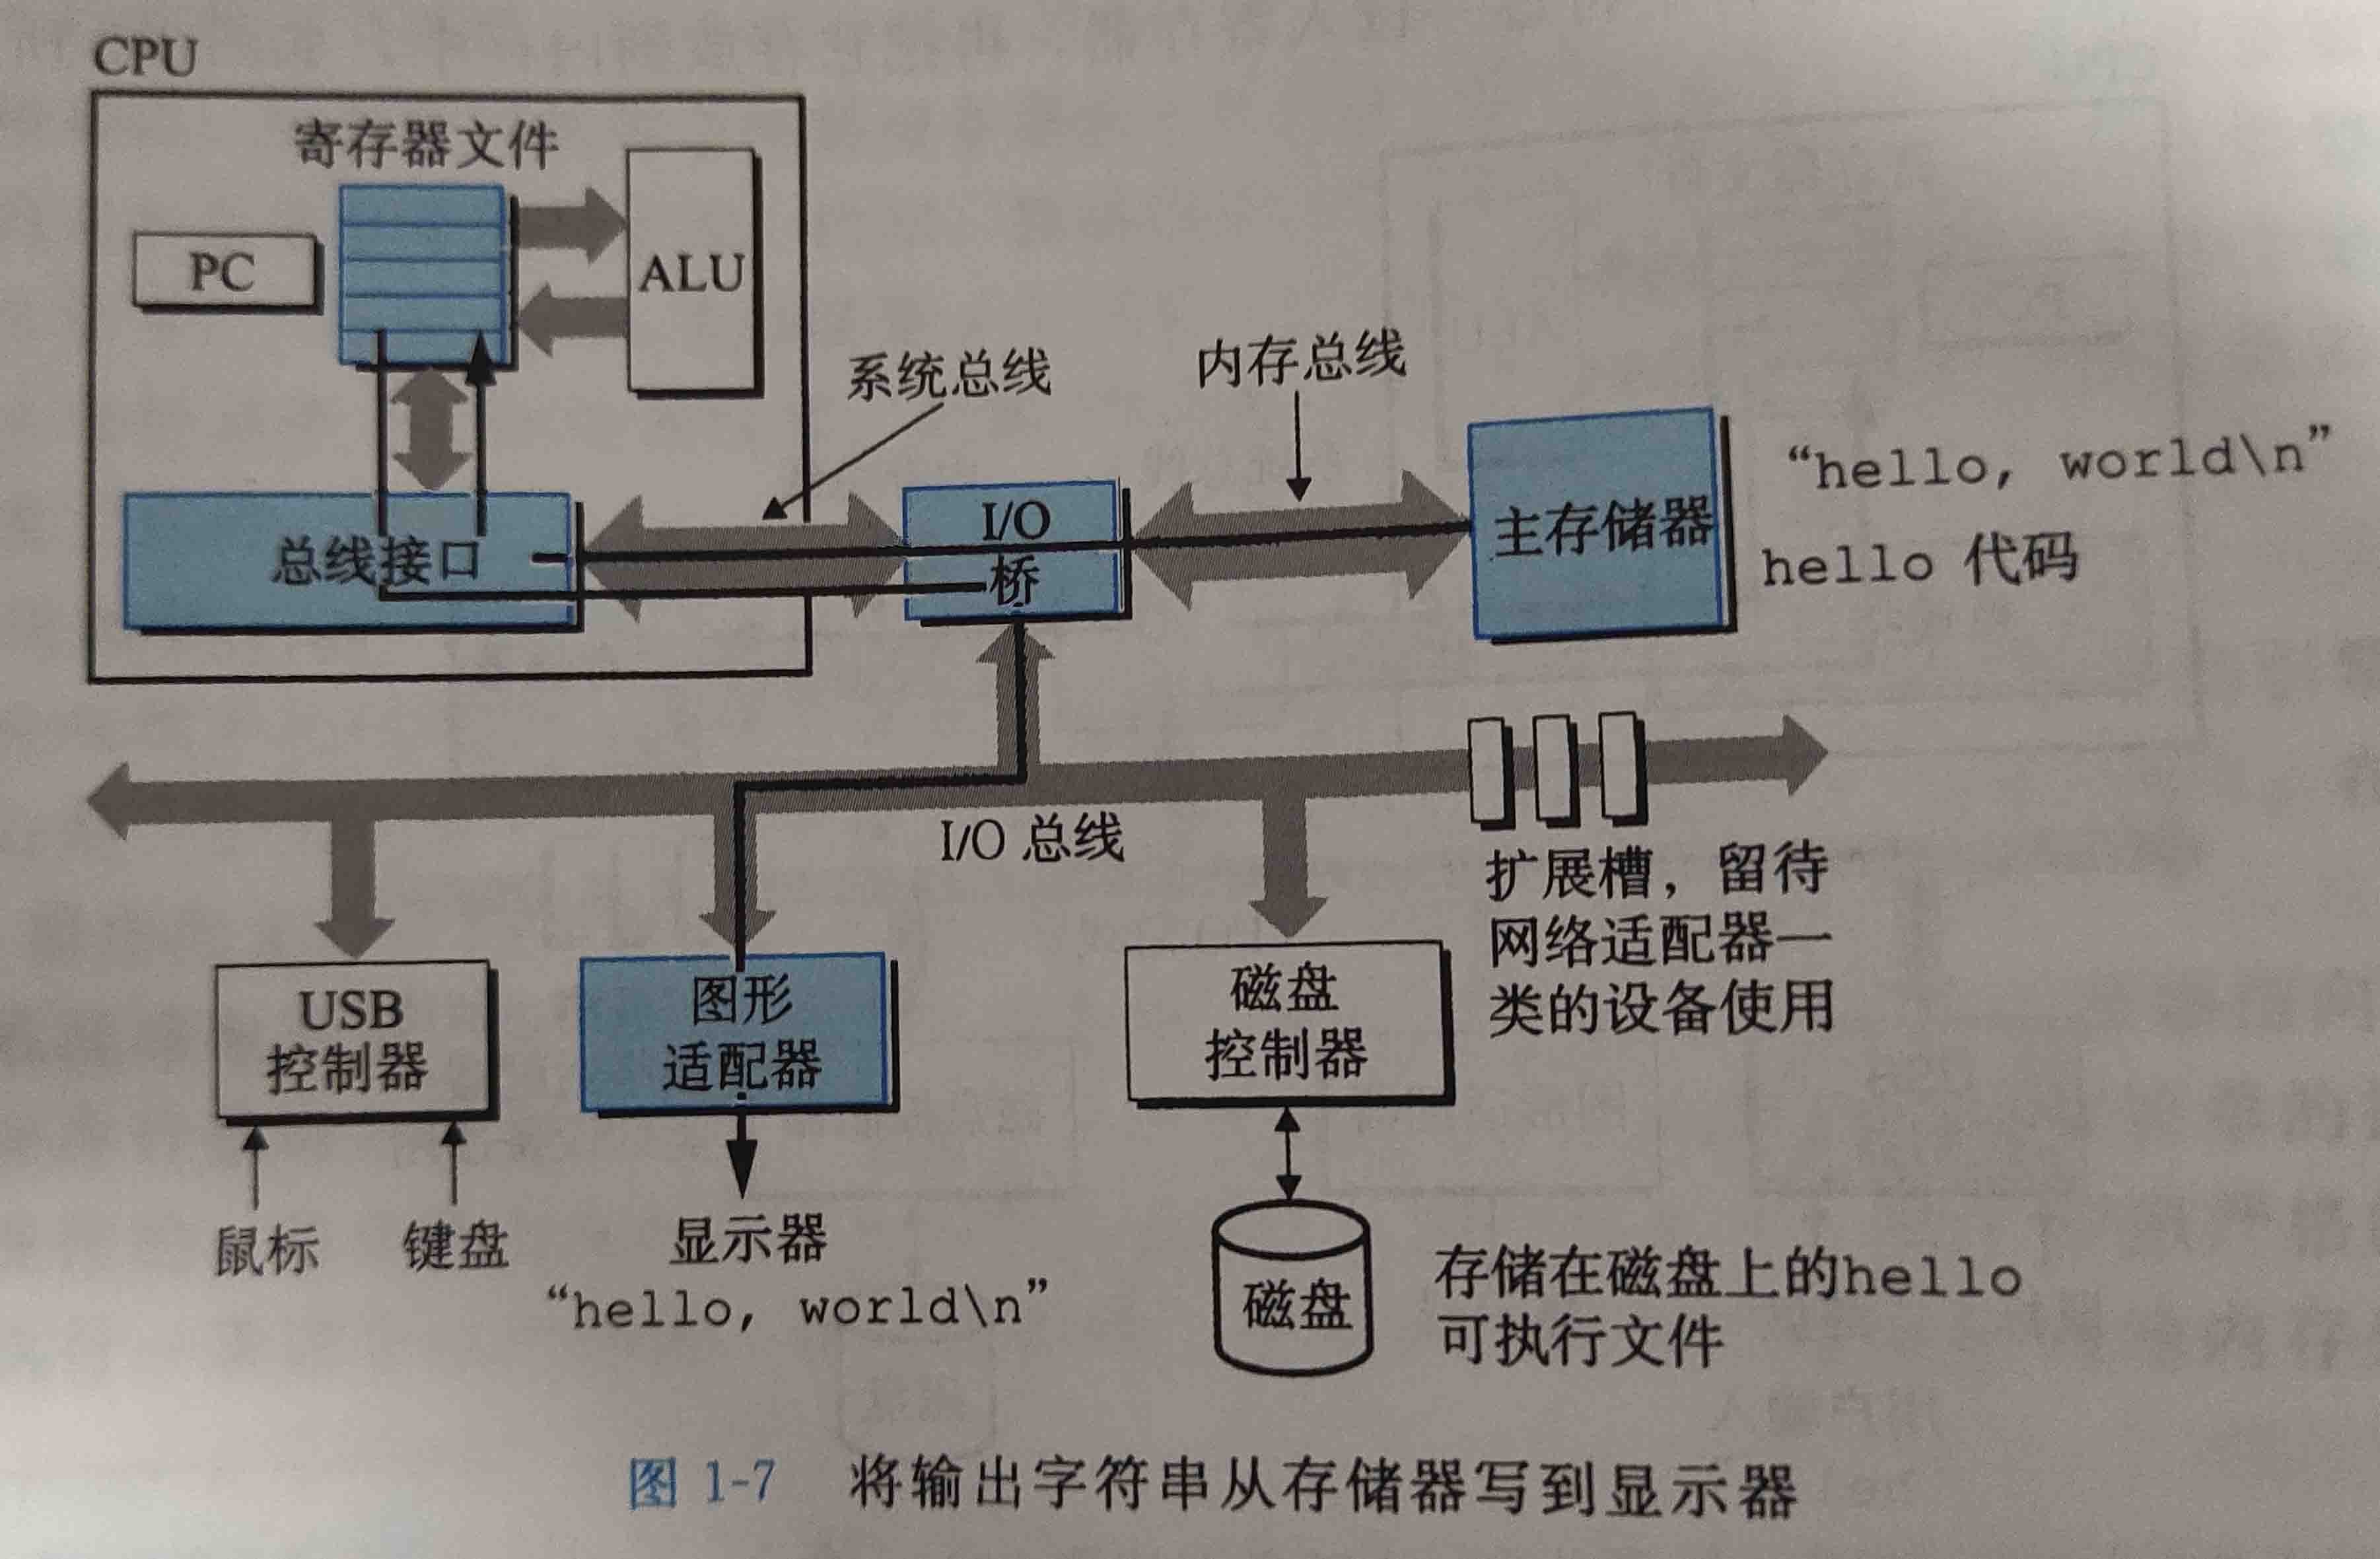 CPU
寄存器文件
PC
ALU
系统总线
内存总线
总线接口
I/O
桥
主存储器
“hello, world\n”
hello 代码
I/O 总线
扩展槽，留待
网络适配器一
类的设备使用
USB
控制器
图形
适配器
磁盘
控制器
鼠标
键盘
显示器
“hello, world\n”
磁盘
存储在磁盘上的hello
可执行文件
图 1-7 将输出字符串从存储器写到显示器